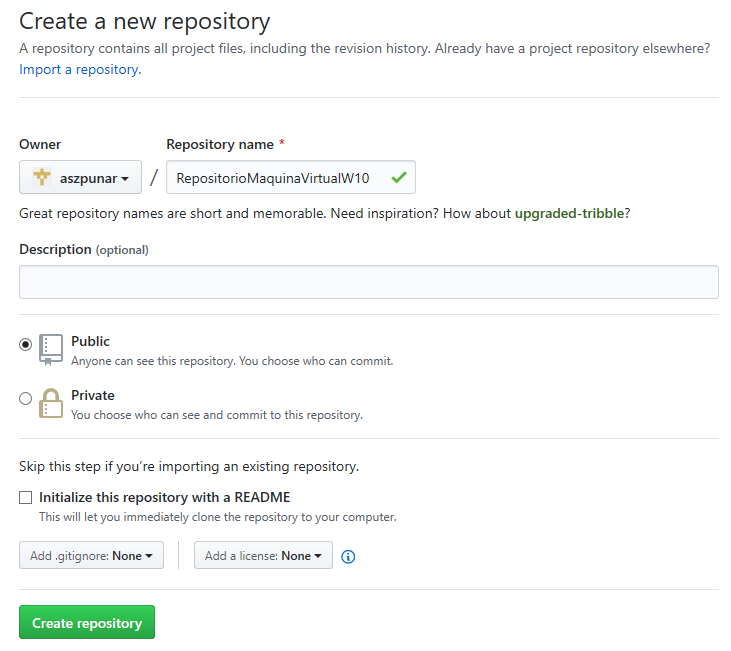 Create a new repository
A repository contains all project files, including the revision history. Already have a project repository elsewhere?
Import a repository.
Owner
Repository name *
aszpunar
/
RepositorioMaquinaVirtualW10
Great repository names are short and memorable. Need inspiration? How about upgraded-tribble?
Description (optional)
Public
Anyone can see this repository. You choose who can commit.
Private
You choose who can see and commit to this repository.
Skip this step if you’re importing an existing repository.
Initialize this repository with a README
This will let you immediately clone the repository to your computer.
Add .gitignore: None
Add a license: None
Create repository